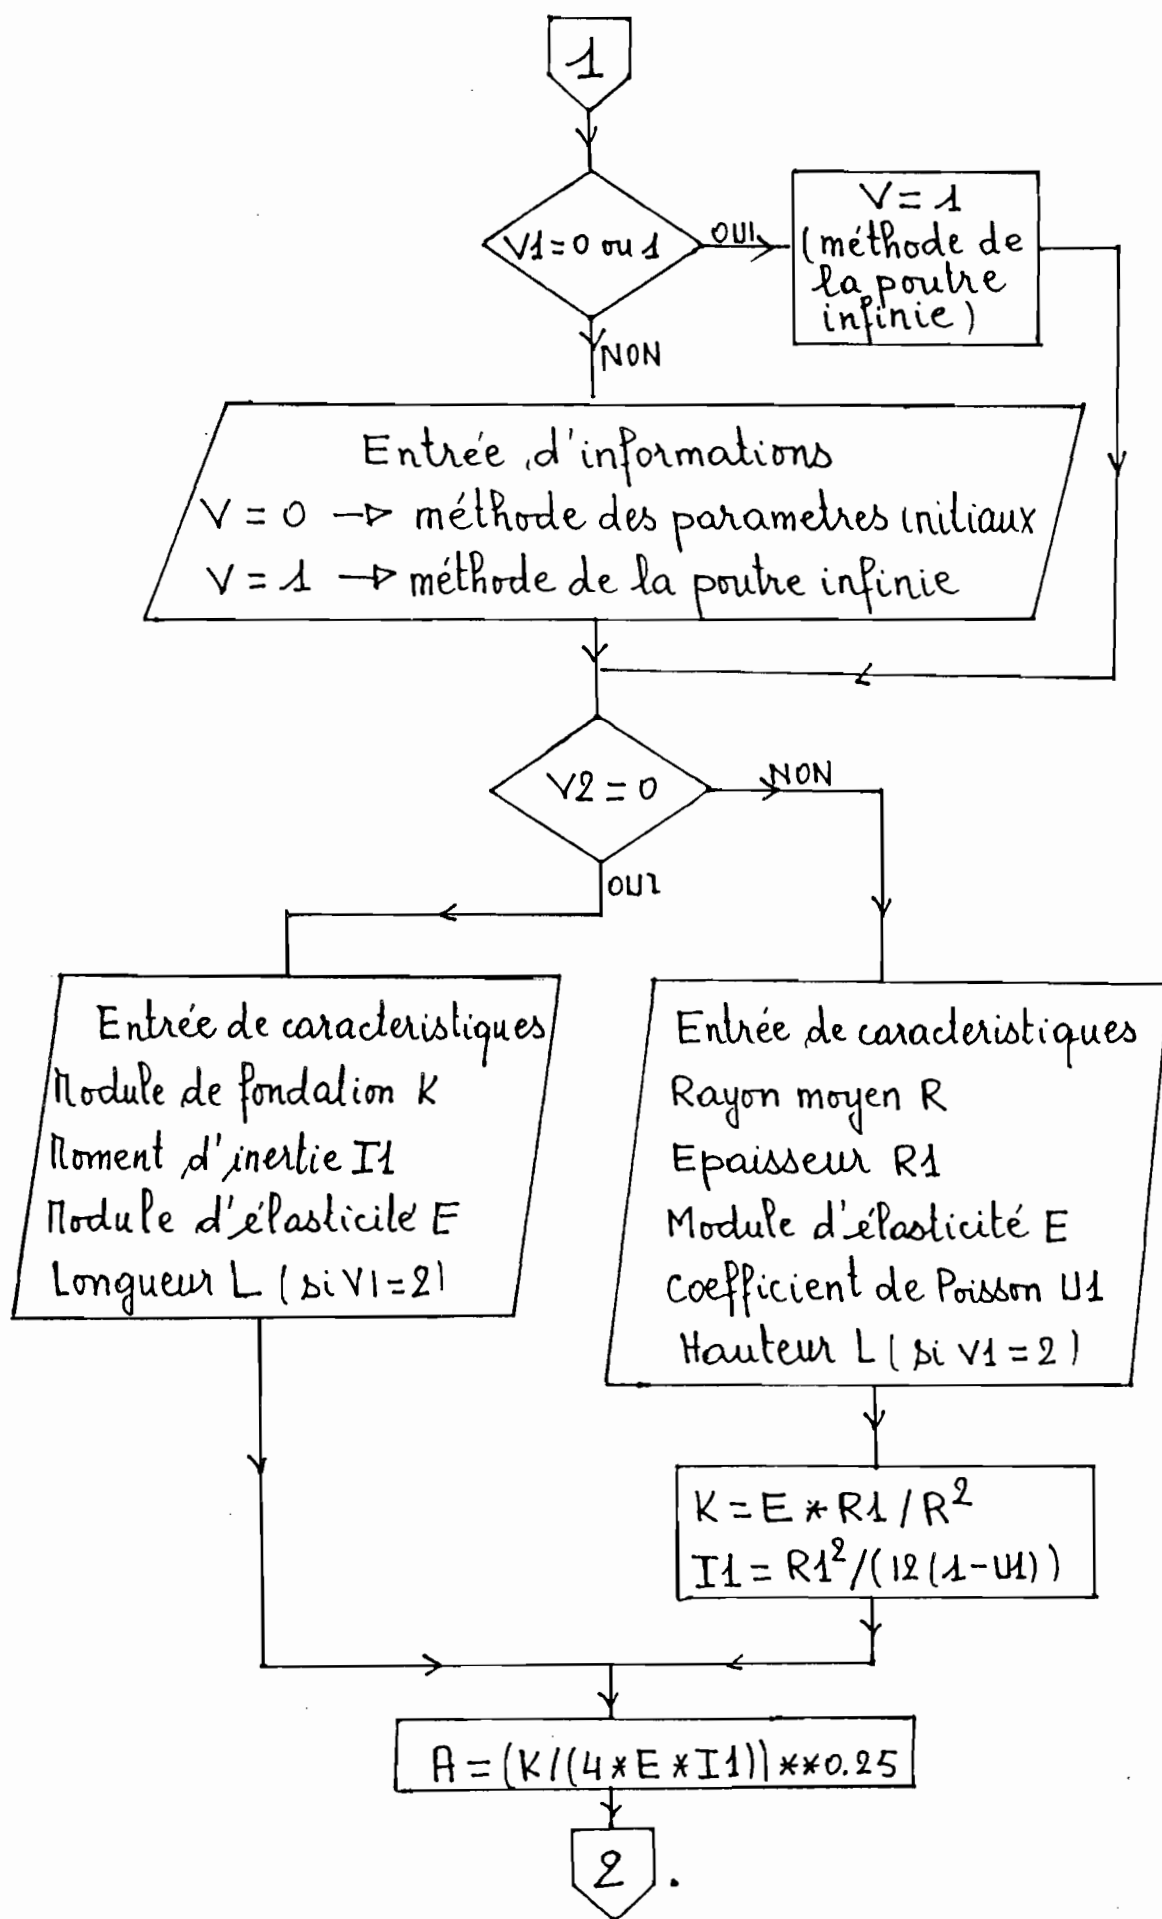 1
V1=0 ou 1
OUI
V=1
(méthode de
la poutre
infinie)
NON
Entrée d'informations
V=0 → méthode des parametres initiaux
V=1 → méthode de la poutre infinie
V2=0
NON
OUI
Entrée de caracteristiques
Module de fondation K
Moment d'inertie I1
Module d'élasticité E
Longueur L (si V1=2)
Entrée de caracteristiques
Rayon moyen R
Epaisseur R1
Module d'élasticité E
Coefficient de Poisson U1
Hauteur L (si V1=2)
K=E*R1/R²
I1=R1²/(12(1-U1))
A=(K/(4*E*I1))**0.25
2.